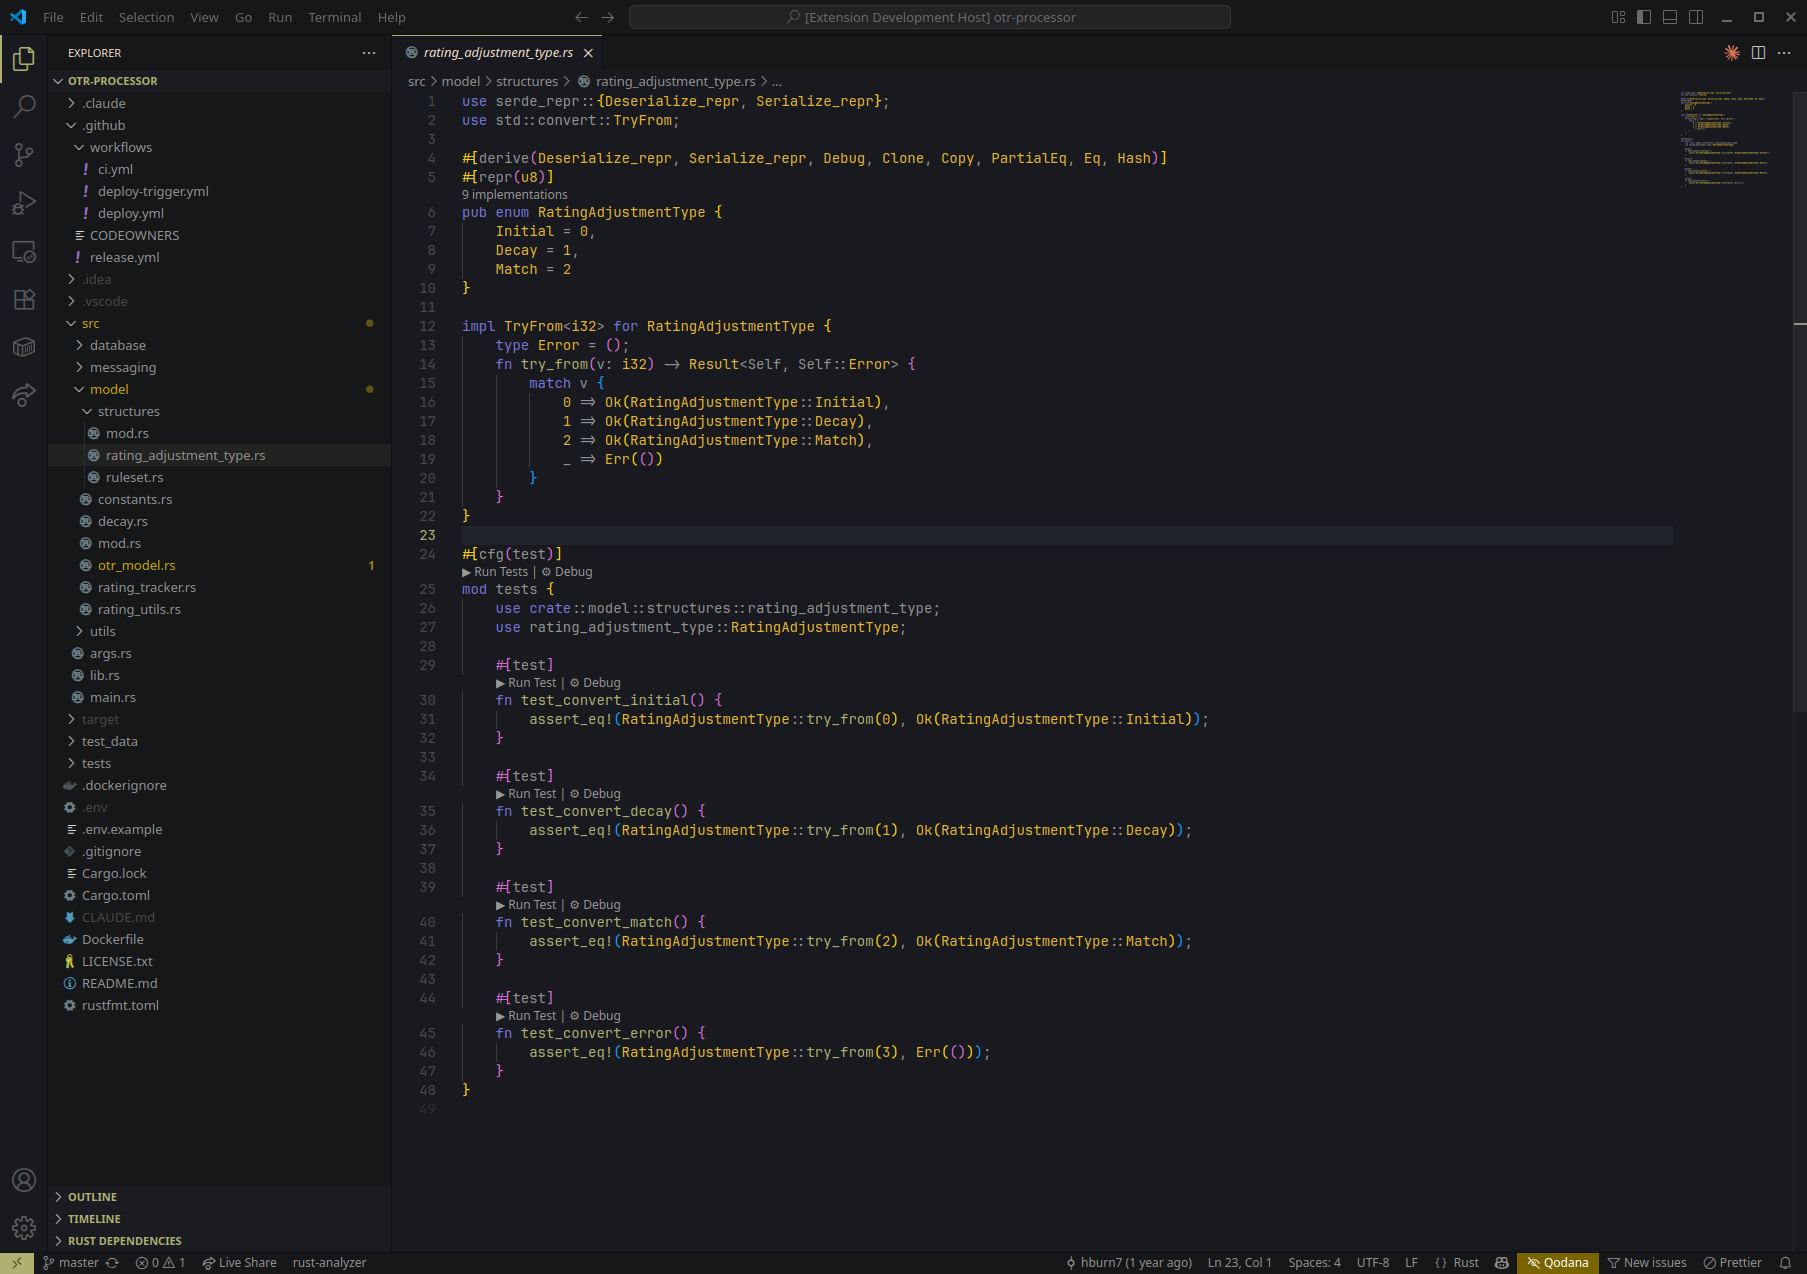 File Edit Selection View Go Run Terminal Help
[Extension Development Host] otr-processor
EXPLORER
OTR-PROCESSOR
.claude
.github
workflows
! ci.yml
! deploy-trigger.yml
! deploy.yml
CODEOWNERS
! release.yml
.idea
.vscode
src
database
messaging
model
structures
mod.rs
rating_adjustment_type.rs
ruleset.rs
constants.rs
decay.rs
mod.rs
otr_model.rs 1
rating_tracker.rs
rating_utils.rs
utils
args.rs
lib.rs
main.rs
target
test_data
tests
.dockerignore
.env
.env.example
.gitignore
Cargo.lock
Cargo.toml
CLAUDE.md
Dockerfile
LICENSE.txt
README.md
rustfmt.toml
OUTLINE
TIMELINE
RUST DEPENDENCIES
rating_adjustment_type.rs
src > model > structures > rating_adjustment_type.rs > ...
1 use serde_repr::{Deserialize_repr, Serialize_repr};
2 use std::convert::TryFrom;
3
4 #[derive(Deserialize_repr, Serialize_repr, Debug, Clone, Copy, PartialEq, Eq, Hash)]
5 #[repr(u8)]
9 implementations
6 pub enum RatingAdjustmentType {
7 Initial = 0,
8 Decay = 1,
9 Match = 2
10 }
11
12 impl TryFrom<i32> for RatingAdjustmentType {
13 type Error = ();
14 fn try_from(v: i32) -> Result<Self, Self::Error> {
15 match v {
16 0 => Ok(RatingAdjustmentType::Initial),
17 1 => Ok(RatingAdjustmentType::Decay),
18 2 => Ok(RatingAdjustmentType::Match),
19 _ => Err(())
20 }
21 }
22 }
23
24 #[cfg(test)]
▶ Run Tests | ⚙ Debug
25 mod tests {
26 use crate::model::structures::rating_adjustment_type;
27 use rating_adjustment_type::RatingAdjustmentType;
28
29 #[test]
▶ Run Test | ⚙ Debug
30 fn test_convert_initial() {
31 assert_eq!(RatingAdjustmentType::try_from(0), Ok(RatingAdjustmentType::Initial));
32 }
33
34 #[test]
▶ Run Test | ⚙ Debug
35 fn test_convert_decay() {
36 assert_eq!(RatingAdjustmentType::try_from(1), Ok(RatingAdjustmentType::Decay));
37 }
38
39 #[test]
▶ Run Test | ⚙ Debug
40 fn test_convert_match() {
41 assert_eq!(RatingAdjustmentType::try_from(2), Ok(RatingAdjustmentType::Match));
42 }
43
44 #[test]
▶ Run Test | ⚙ Debug
45 fn test_convert_error() {
46 assert_eq!(RatingAdjustmentType::try_from(3), Err(()));
47 }
48 }
49
master 0 1 Live Share rust-analyzer hburn7 (1 year ago) Ln 23, Col 1 Spaces: 4 UTF-8 LF {} Rust Qodana New issues Prettier